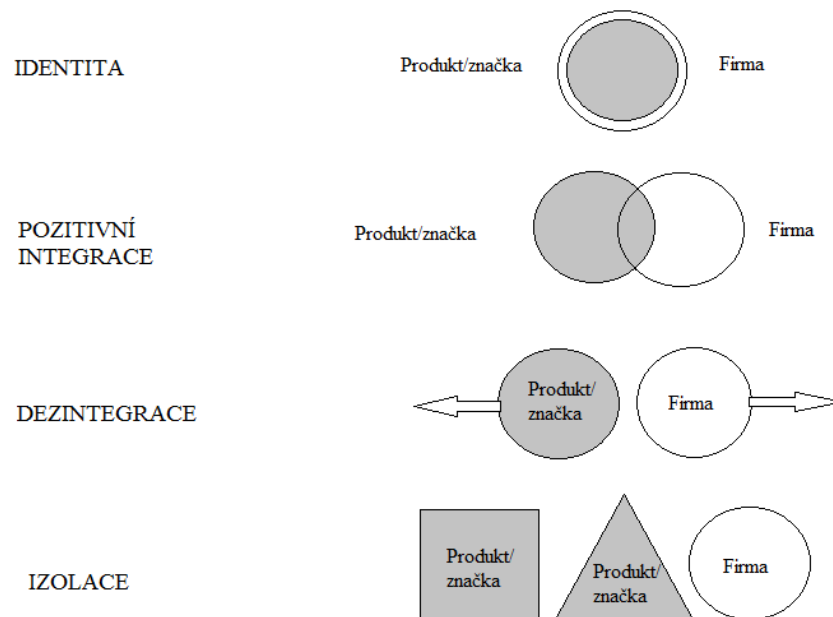 IDENTITA
Produkt/značka
Firma
POZITIVNÍ
INTEGRACE
Produkt/značka
Firma
DEZINTEGRACE
Produkt/
značka
Firma
IZOLACE
Produkt/
značka
Produkt/
značka
Firma